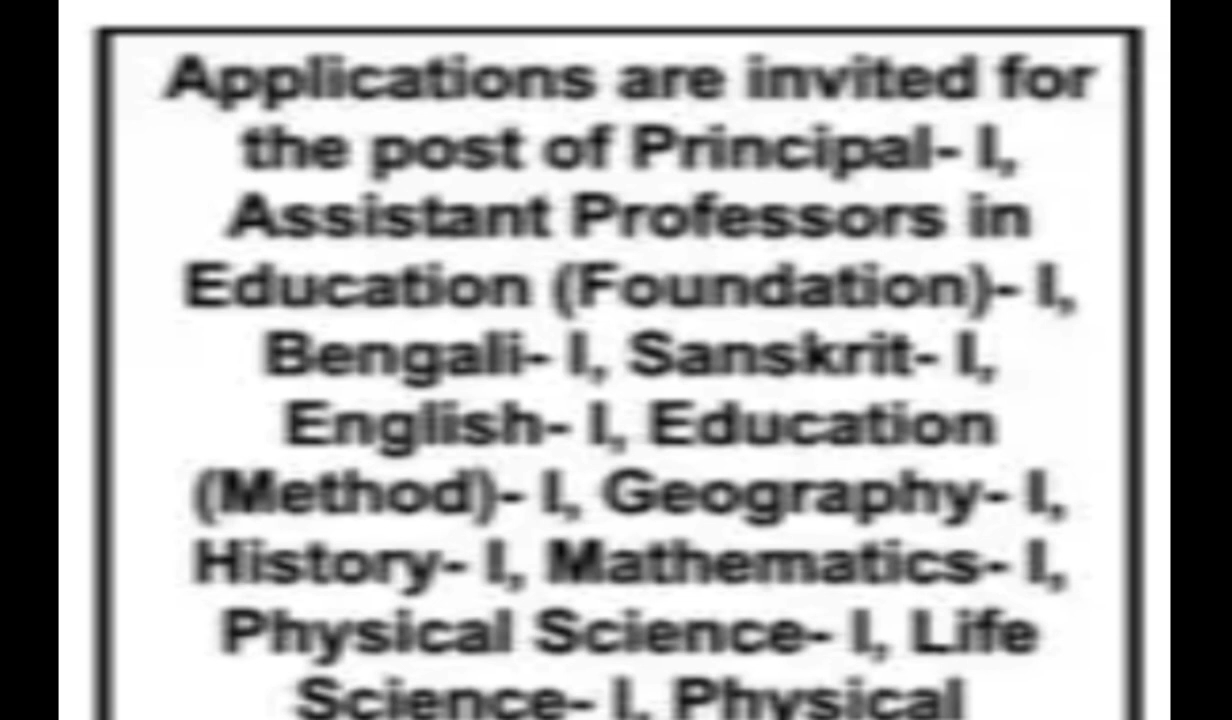 Applications are invited for
the post of Principal- I,
Assistant Professors in
Education (Foundation)- I,
Bengali- I, Sanskrit- I,
English- I, Education
(Method)- I, Geography- I,
History- I, Mathematics- I,
Physical Science- I, Life
Science- I, Physical